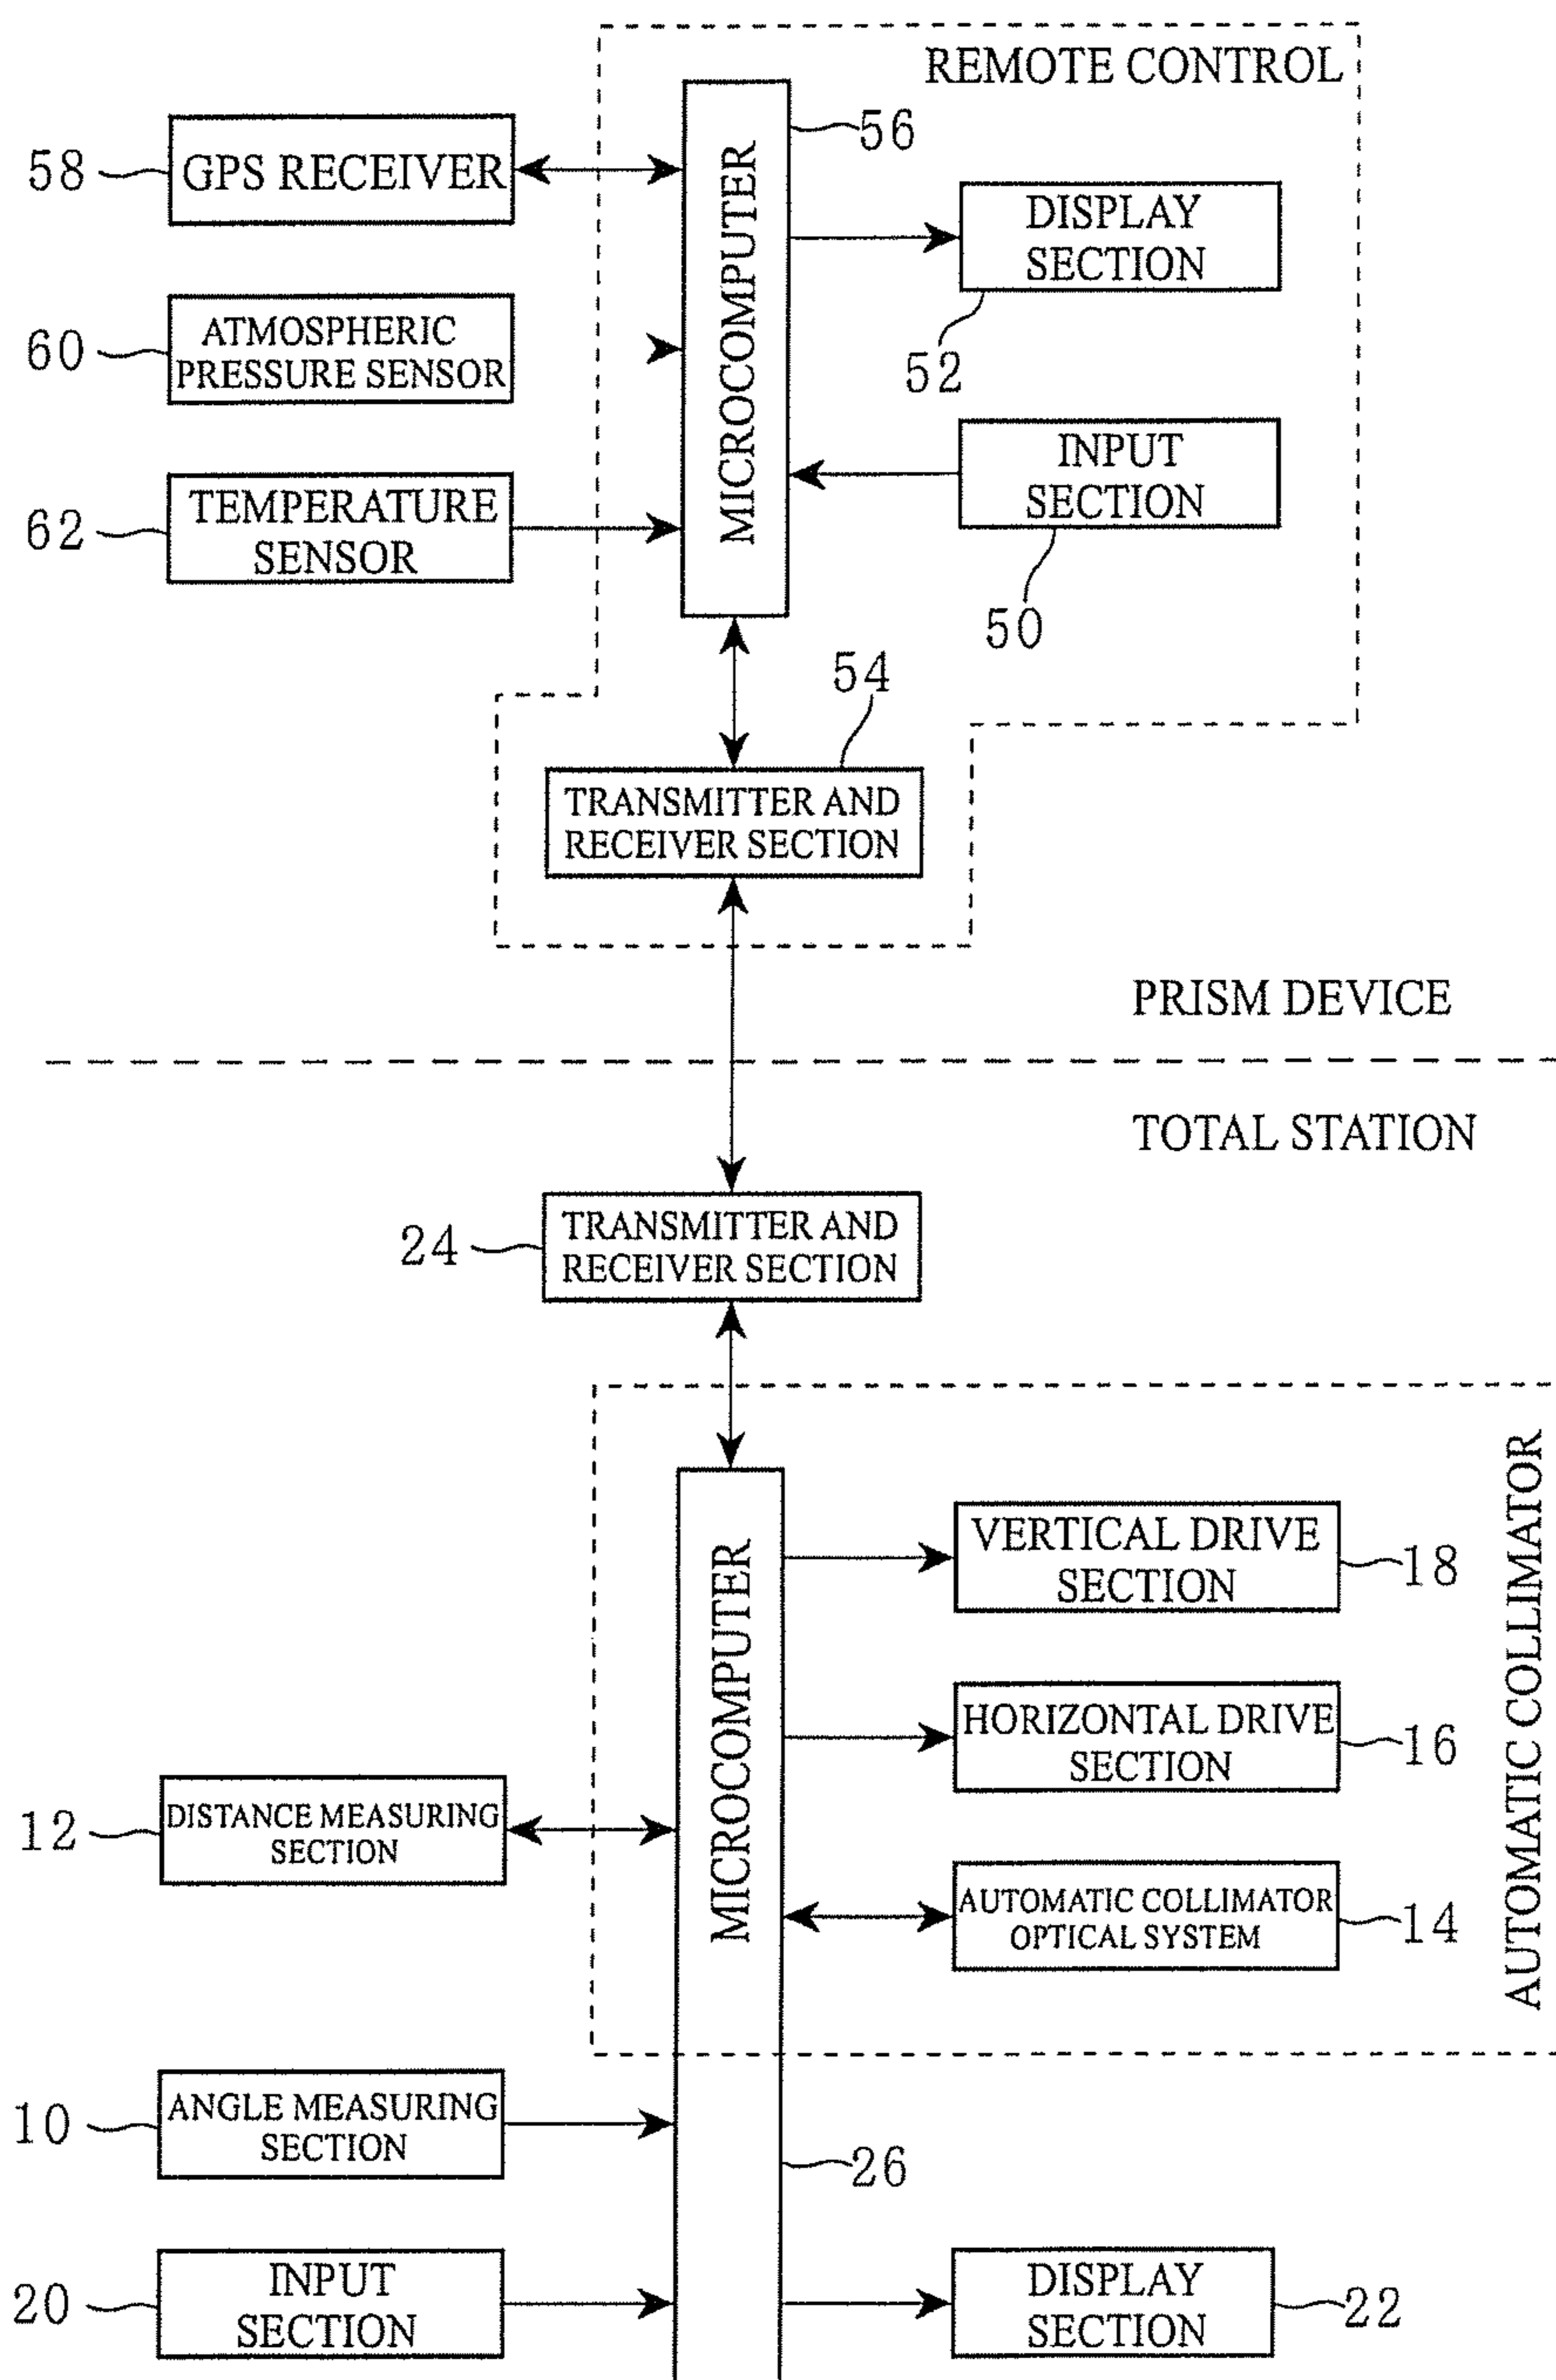 REMOTE CONTROL
56
58
GPS RECEIVER
MICROCOMPUTER
DISPLAY
SECTION
52
60
ATMOSPHERIC
PRESSURE SENSOR
INPUT
SECTION
50
62
TEMPERATURE
SENSOR
54
TRANSMITTER AND
RECEIVER SECTION
PRISM DEVICE
TOTAL STATION
24
TRANSMITTER AND
RECEIVER SECTION
AUTOMATIC COLLIMATOR
MICROCOMPUTER
VERTICAL DRIVE
SECTION
18
HORIZONTAL DRIVE
SECTION
16
12
DISTANCE MEASURING
SECTION
AUTOMATIC COLLIMATOR
OPTICAL SYSTEM
14
10
ANGLE MEASURING
SECTION
26
20
INPUT
SECTION
DISPLAY
SECTION
22